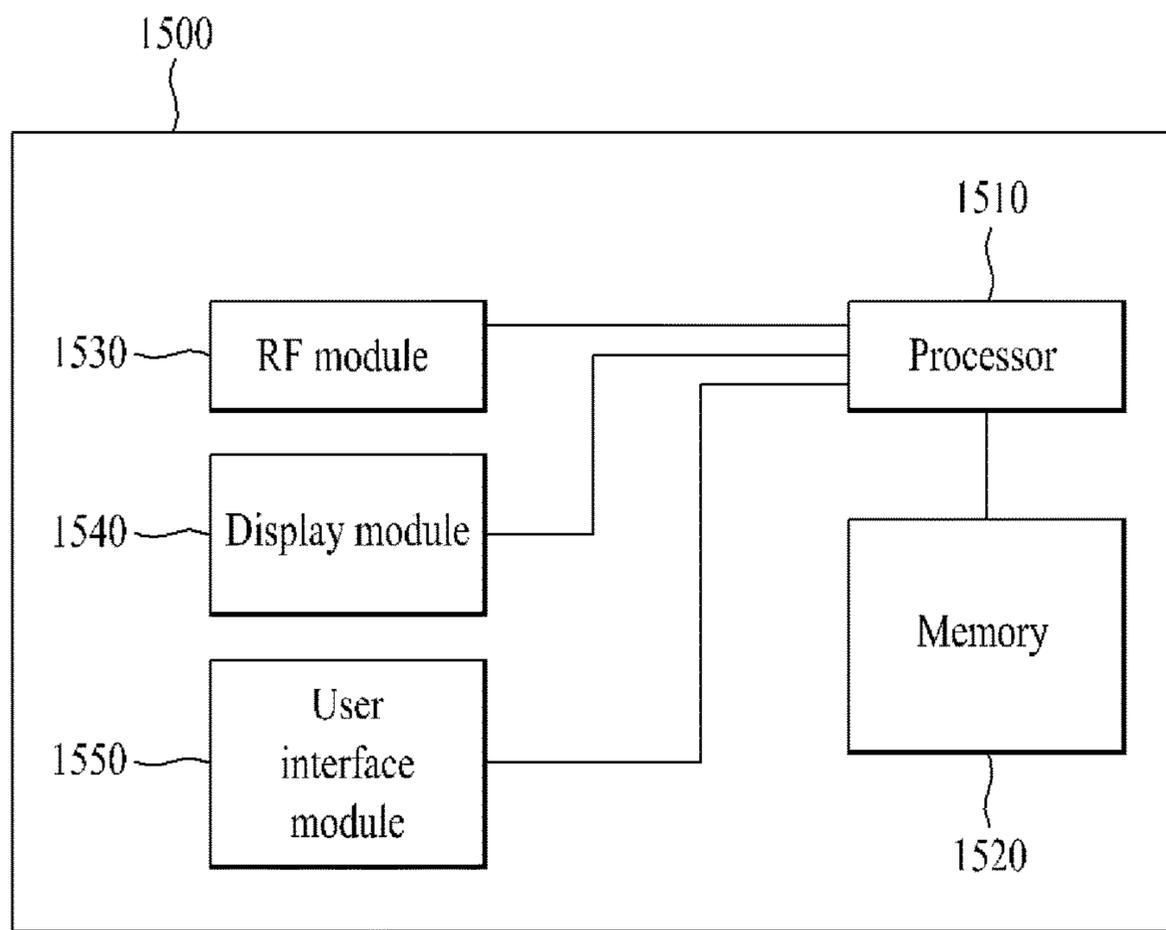 1500
1510
1530
RF module
Processor
1540
Display module
Memory
1550
User
interface
module
1520